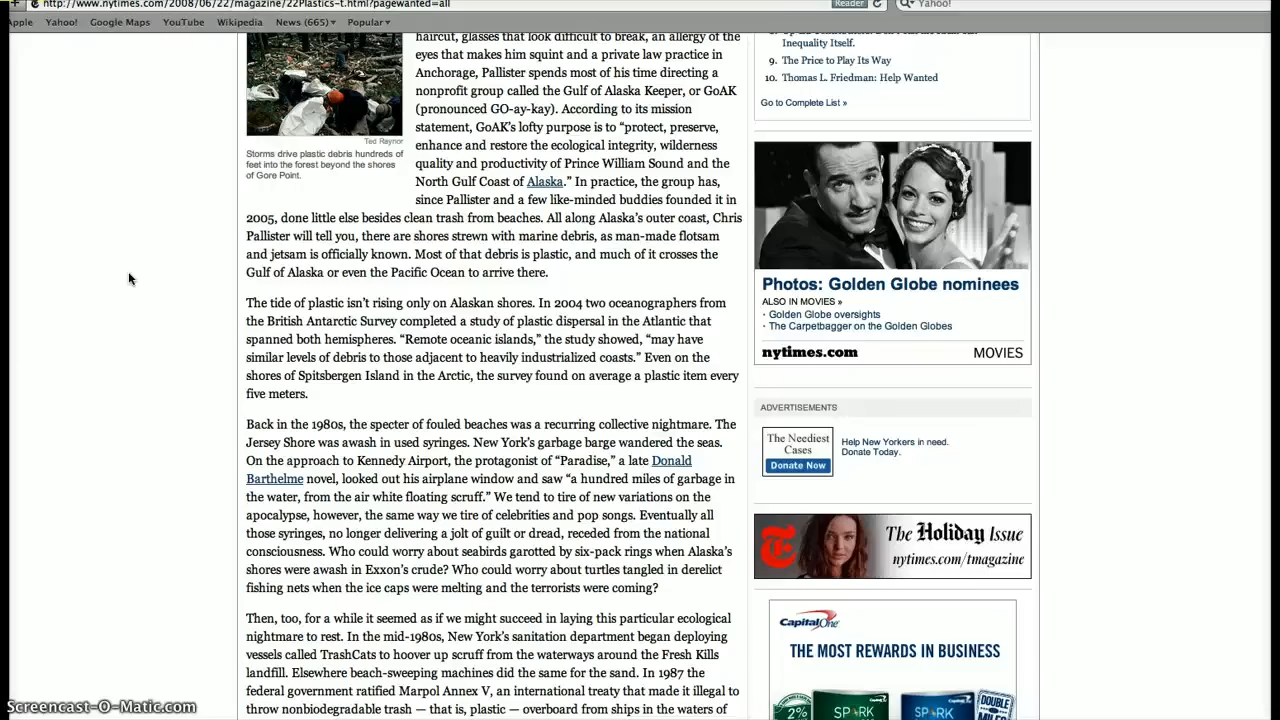 http://www.nytimes.com/2008/06/22/magazine/22Plastics-t.html?pagewanted=all
Reader
Yahoo!
Apple Yahoo! Google Maps YouTube Wikipedia News (665) Popular
haircut, glasses that look difficult to break, an allergy of the
eyes that makes him squint and a private law practice in
Anchorage, Pallister spends most of his time directing a
nonprofit group called the Gulf of Alaska Keeper, or GoAK
(pronounced GO-ay-kay). According to its mission
statement, GoAK's lofty purpose is to “protect, preserve,
enhance and restore the ecological integrity, wilderness
quality and productivity of Prince William Sound and the
North Gulf Coast of Alaska.” In practice, the group has,
since Pallister and a few like-minded buddies founded it in
2005, done little else besides clean trash from beaches. All along Alaska's outer coast, Chris
Pallister will tell you, there are shores strewn with marine debris, as man-made flotsam
and jetsam is officially known. Most of that debris is plastic, and much of it crosses the
Gulf of Alaska or even the Pacific Ocean to arrive there.
Ted Raynor
Storms drive plastic debris hundreds of
feet into the forest beyond the shores
of Gore Point.
The tide of plastic isn't rising only on Alaskan shores. In 2004 two oceanographers from
the British Antarctic Survey completed a study of plastic dispersal in the Atlantic that
spanned both hemispheres. “Remote oceanic islands,” the study showed, “may have
similar levels of debris to those adjacent to heavily industrialized coasts.” Even on the
shores of Spitsbergen Island in the Arctic, the survey found on average a plastic item every
five meters.
Back in the 1980s, the specter of fouled beaches was a recurring collective nightmare. The
Jersey Shore was awash in used syringes. New York's garbage barge wandered the seas.
On the approach to Kennedy Airport, the protagonist of “Paradise,” a late Donald
Barthelme novel, looked out his airplane window and saw “a hundred miles of garbage in
the water, from the air white floating scruff.” We tend to tire of new variations on the
apocalypse, however, the same way we tire of celebrities and pop songs. Eventually all
those syringes, no longer delivering a jolt of guilt or dread, receded from the national
consciousness. Who could worry about seabirds garotted by six-pack rings when Alaska's
shores were awash in Exxon's crude? Who could worry about turtles tangled in derelict
fishing nets when the ice caps were melting and the terrorists were coming?
Then, too, for a while it seemed as if we might succeed in laying this particular ecological
nightmare to rest. In the mid-1980s, New York's sanitation department began deploying
vessels called TrashCats to hoover up scruff from the waterways around the Fresh Kills
landfill. Elsewhere beach-sweeping machines did the same for the sand. In 1987 the
federal government ratified Marpol Annex V, an international treaty that made it illegal to
throw nonbiodegradable trash — that is, plastic — overboard from ships in the waters of
Inequality Itself.
9. The Price to Play Its Way
10. Thomas L. Friedman: Help Wanted
Go to Complete List »
Photos: Golden Globe nominees
ALSO IN MOVIES »
· Golden Globe oversights
· The Carpetbagger on the Golden Globes
nytimes.com MOVIES
ADVERTISEMENTS
The Neediest
Cases
Donate Now
Help New Yorkers in need.
Donate Today.
T
The Holiday Issue
nytimes.com/tmagazine
Capital One
THE MOST REWARDS IN BUSINESS
2% SPARK SPARK DOUBLE
Screencast-O-Matic.com